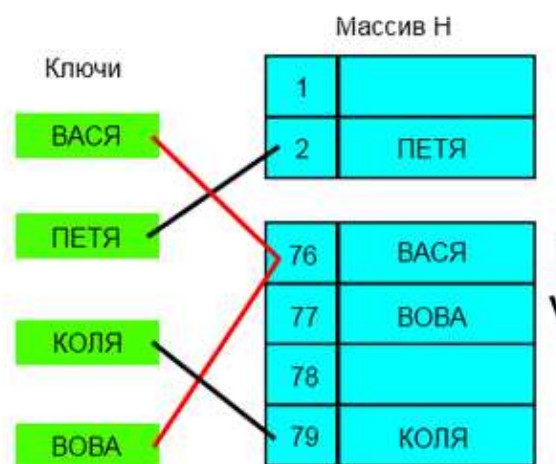 Массив Н
Ключи
1
ВАСЯ
2 ПЕТЯ
ПЕТЯ
76 ВАСЯ
77 ВОВА
КОЛЯ
78
79 КОЛЯ
ВОВА